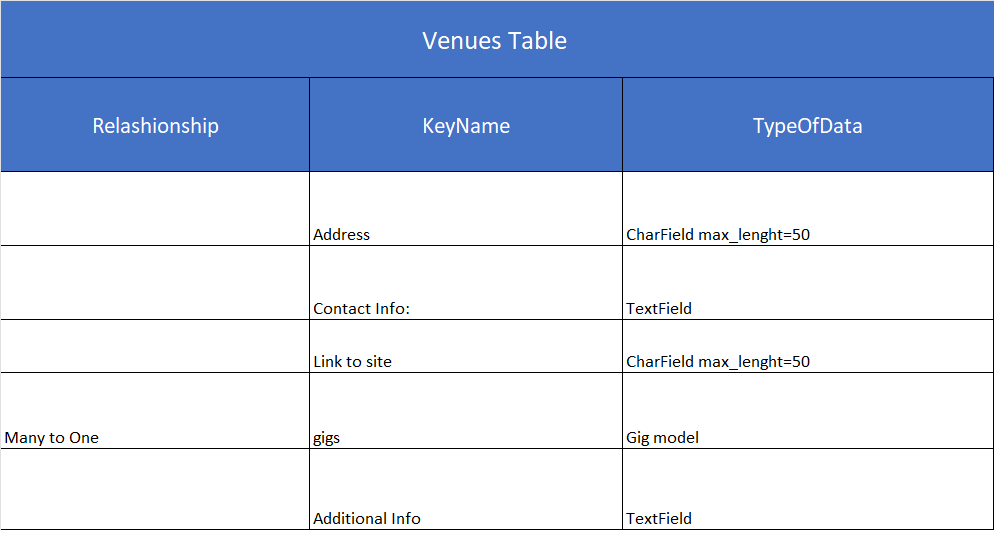 Venues Table
Relashionship KeyName TypeOfData
Address CharField max_lenght=50
Contact Info: TextField
Link to site CharField max_lenght=50
Many to One gigs Gig model
Additional Info TextField